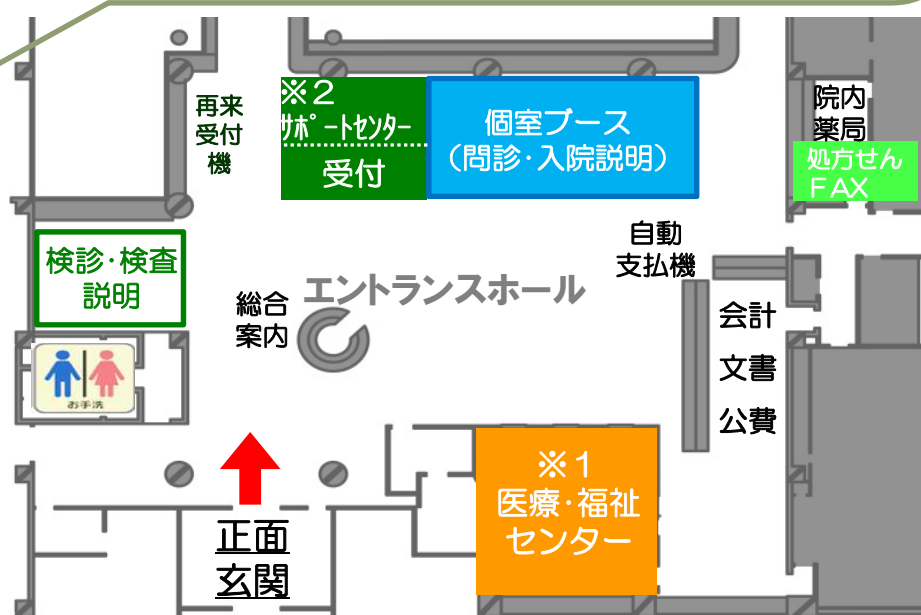 再来
受付
機
※2
ｻﾎﾟｰﾄｾﾝﾀｰ
受付
個室ブース
（問診・入院説明）
院内
薬局
処方せん
ＦＡＸ
検診・検査
説明
お手洗
総合
案内
エントランスホール
自動
支払機
会計
文書
公費
正面
玄関
※1
医療・福祉
センター